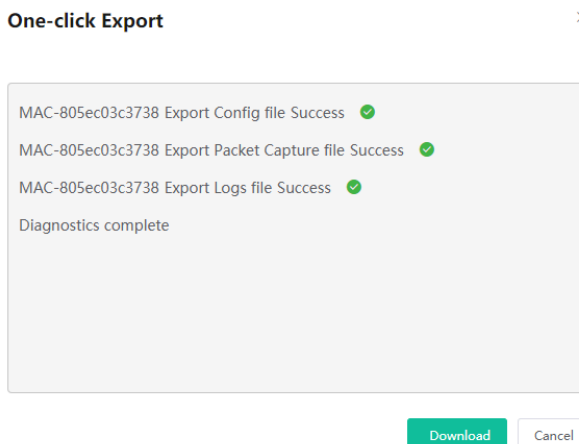 One-click Export
MAC-805ec03c3738 Export Config file Success
MAC-805ec03c3738 Export Packet Capture file Success
MAC-805ec03c3738 Export Logs file Success
Diagnostics complete
Download Cancel